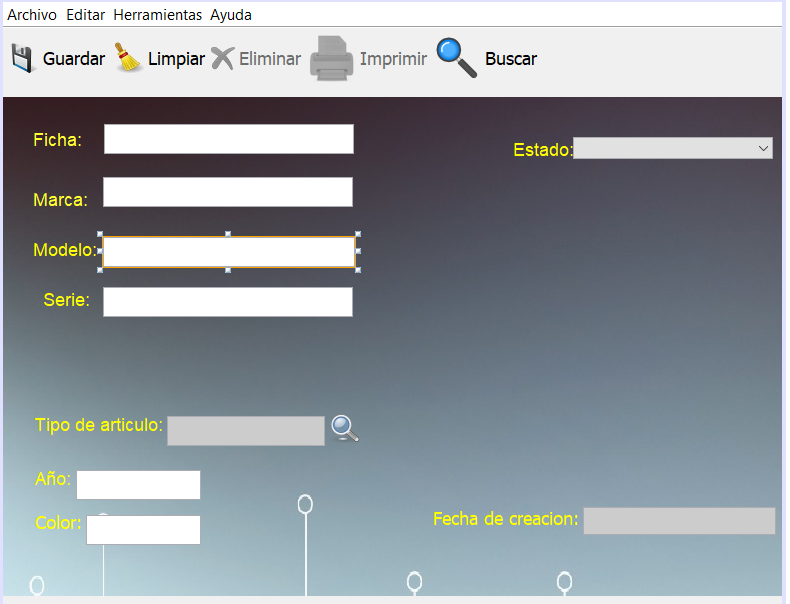 Archivo Editar Herramientas Ayuda
Guardar Limpiar Eliminar Imprimir Buscar
Ficha:
Estado:
Marca:
Modelo:
Serie:
Tipo de articulo:
Año:
Color:
Fecha de creacion: